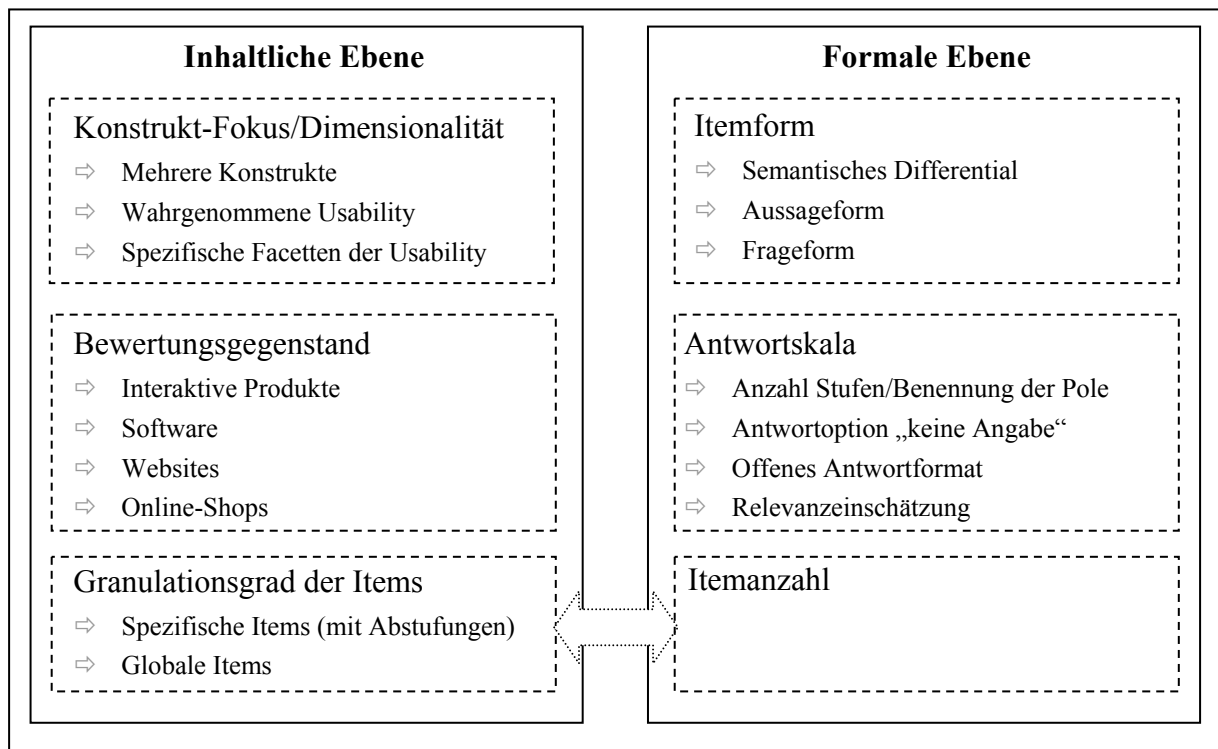 Inhaltliche Ebene
Konstrukt-Fokus/Dimensionalität
⇨ Mehrere Konstrukte
⇨ Wahrgenommene Usability
⇨ Spezifische Facetten der Usability
Bewertungsgegenstand
⇨ Interaktive Produkte
⇨ Software
⇨ Websites
⇨ Online-Shops
Granulationsgrad der Items
⇨ Spezifische Items (mit Abstufungen)
⇨ Globale Items
Formale Ebene
Itemform
⇨ Semantisches Differential
⇨ Aussageform
⇨ Frageform
Antwortskala
⇨ Anzahl Stufen/Benennung der Pole
⇨ Antwortoption „keine Angabe“
⇨ Offenes Antwortformat
⇨ Relevanzeinschätzung
Itemanzahl